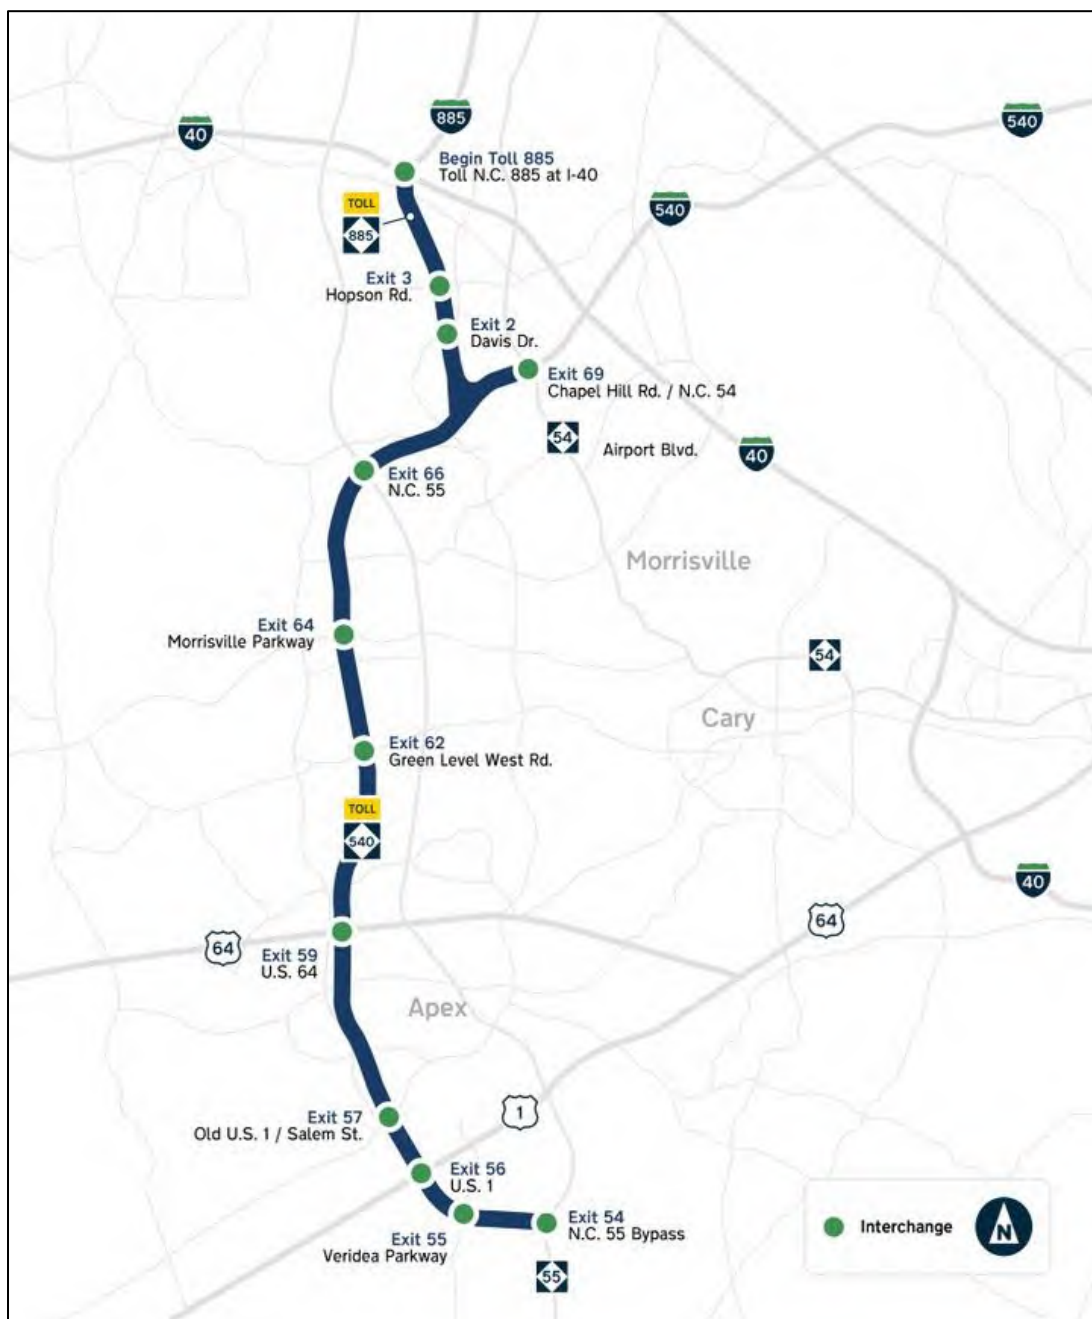 885
40
540
Begin Toll 885
Toll N.C. 885 at I-40
TOLL
885
540
Exit 3
Hopson Rd.
Exit 2
Davis Dr.
Exit 69
Chapel Hill Rd. / N.C. 54
54
Airport Blvd.
40
Exit 66
N.C. 55
Morrisville
Exit 64
Morrisville Parkway
54
Cary
Exit 62
Green Level West Rd.
TOLL
540
40
64
64
Exit 59
U.S. 64
Apex
1
Exit 57
Old U.S. 1 / Salem St.
Exit 56
U.S. 1
Exit 54
N.C. 55 Bypass
Exit 55
Veridea Parkway
55
Interchange
N